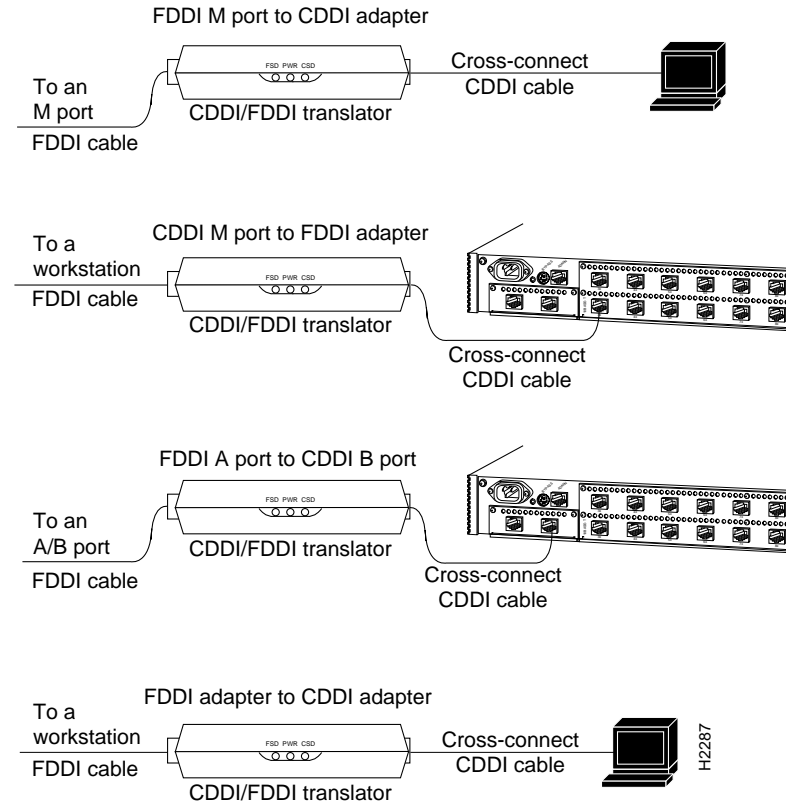 FDDI M port to CDDI adapter
FSD PWR CSD
To an
M port
FDDI cable
CDDI/FDDI translator
Cross-connect
CDDI cable
CDDI M port to FDDI adapter
To a
workstation
FDDI cable
FSD PWR CSD
CDDI/FDDI translator
Cross-connect
CDDI cable
FDDI A port to CDDI B port
FSD PWR CSD
To an
A/B port
FDDI cable
CDDI/FDDI translator
Cross-connect
CDDI cable
FDDI adapter to CDDI adapter
To a
workstation
FDDI cable
FSD PWR CSD
CDDI/FDDI translator
Cross-connect
CDDI cable
H2287